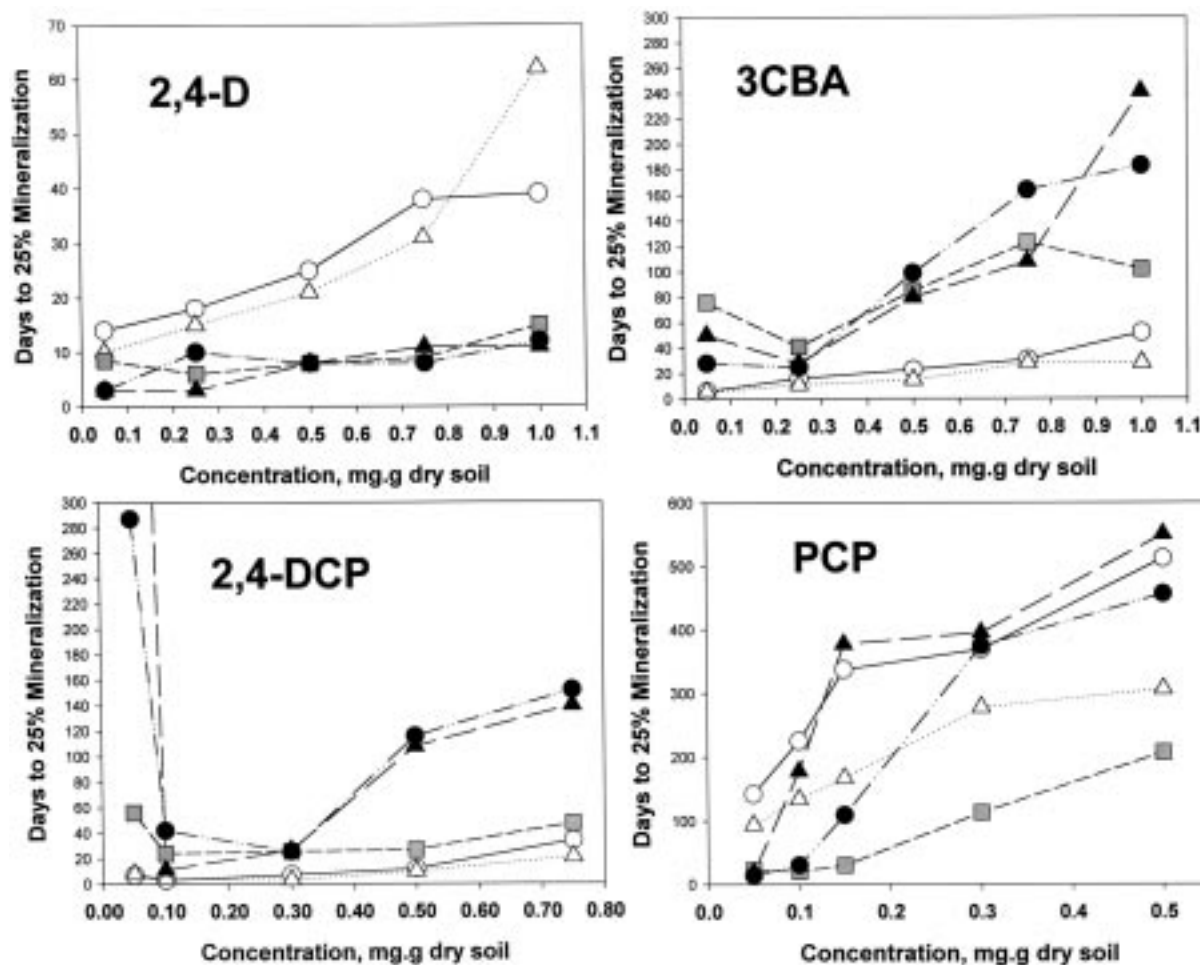 Days to 25% Mineralization
70
60
50
40
30
20
10
0
2,4-D
0.0 0.1 0.2 0.3 0.4 0.5 0.6 0.7 0.8 0.9 1.0 1.1
Concentration, mg.g dry soil
Days to 25% Mineralization
300
280
260
240
220
200
180
160
140
120
100
80
60
40
20
0
3CBA
0.0 0.1 0.2 0.3 0.4 0.5 0.6 0.7 0.8 0.9 1.0 1.1
Concentration, mg.g dry soil
Days to 25% Mineralization
300
280
260
240
220
200
180
160
140
120
100
80
60
40
20
0
2,4-DCP
0.00 0.10 0.20 0.30 0.40 0.50 0.60 0.70 0.80
Concentration, mg.g dry soil
Days to 25% Mineralization
600
500
400
300
200
100
0
PCP
0.0 0.1 0.2 0.3 0.4 0.5
Concentration, mg.g dry soil